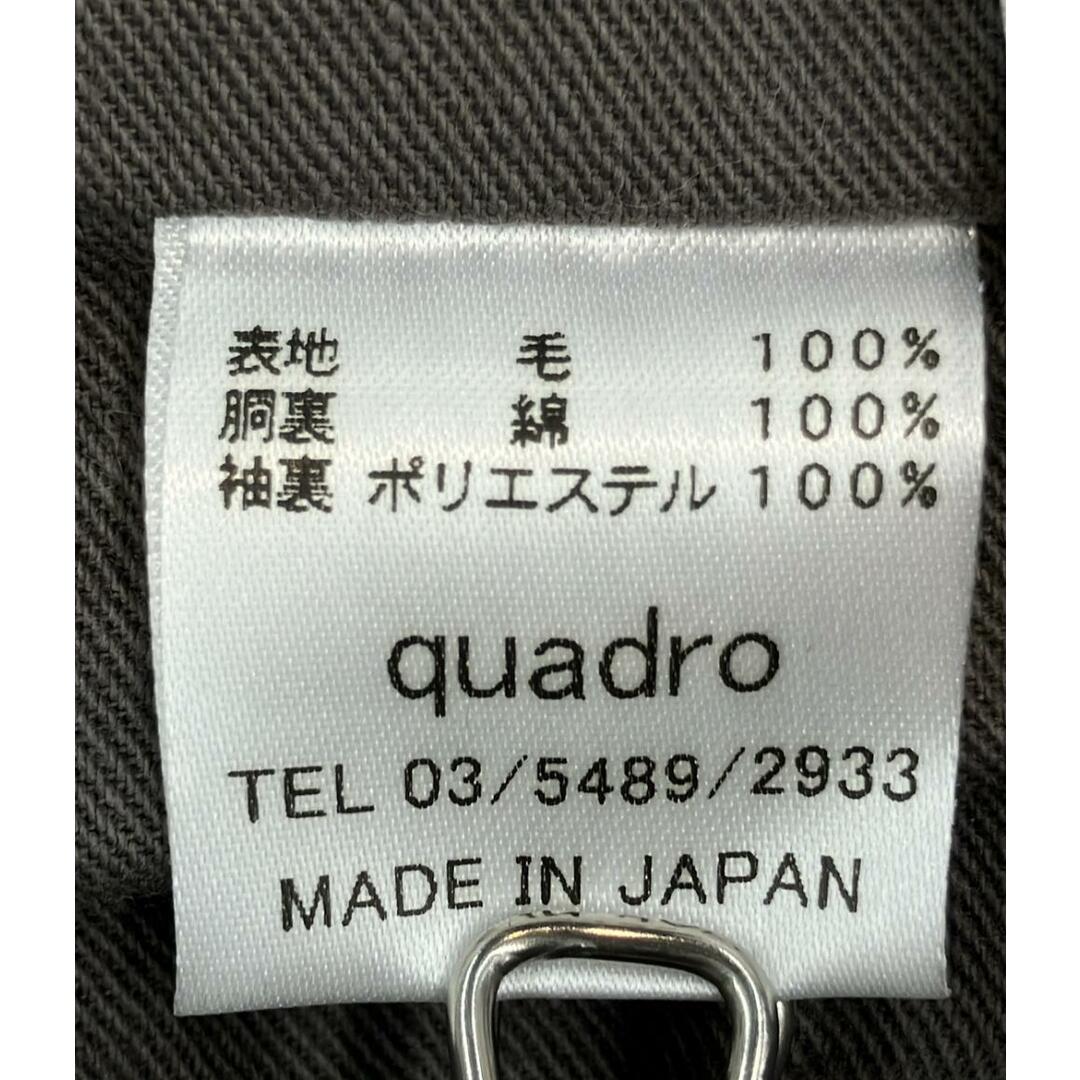 表地 毛 100%
胴裏 綿 100%
袖裏 ポリエステル 100%
quadro
TEL 03/5489/2933
MADE IN JAPAN